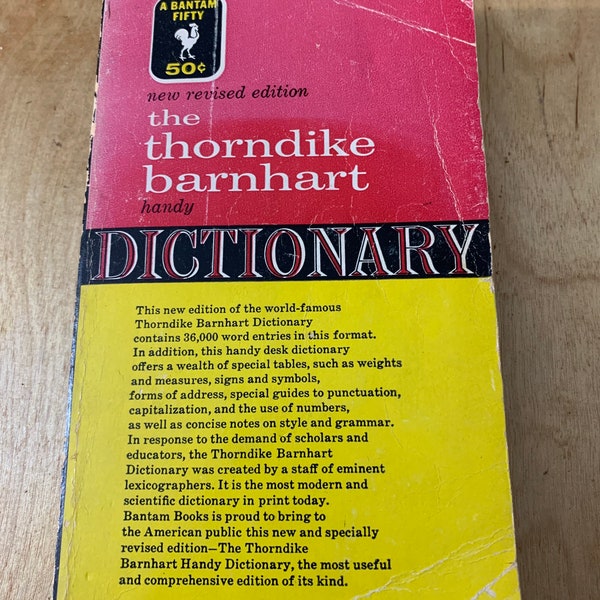 A BANTAM
FIFTY
50¢
new revised edition
the
thorndike
barnhart
handy
DICTIONARY
This new edition of the world-famous
Thorndike Barnhart Dictionary
contains 36,000 word entries in this format.
In addition, this handy desk dictionary
offers a wealth of special tables, such as weights
and measures, signs and symbols,
forms of address, special guides to punctuation,
capitalization, and the use of numbers,
as well as concise notes on style and grammar.
In response to the demand of scholars and
educators, the Thorndike Barnhart
Dictionary was created by a staff of eminent
lexicographers. It is the most modern and
scientific dictionary in print today.
Bantam Books is proud to bring to
the American public this new and specially
revised edition—The Thorndike
Barnhart Handy Dictionary, the most useful
and comprehensive edition of its kind.